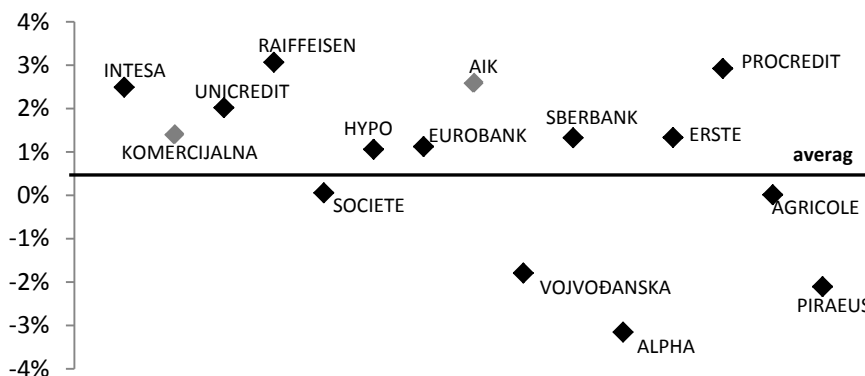 4%
3%
2%
1%
0%
-1%
-2%
-3%
-4%
INTESA
KOMERCIJALNA
UNICREDIT
RAIFFEISEN
SOCIETE
HYPO
EUROBANK
AIK
VOJVOĐANSKA
SBERBANK
ALPHA
ERSTE
PROCREDIT
averag
AGRICOLE
PIRAEUS